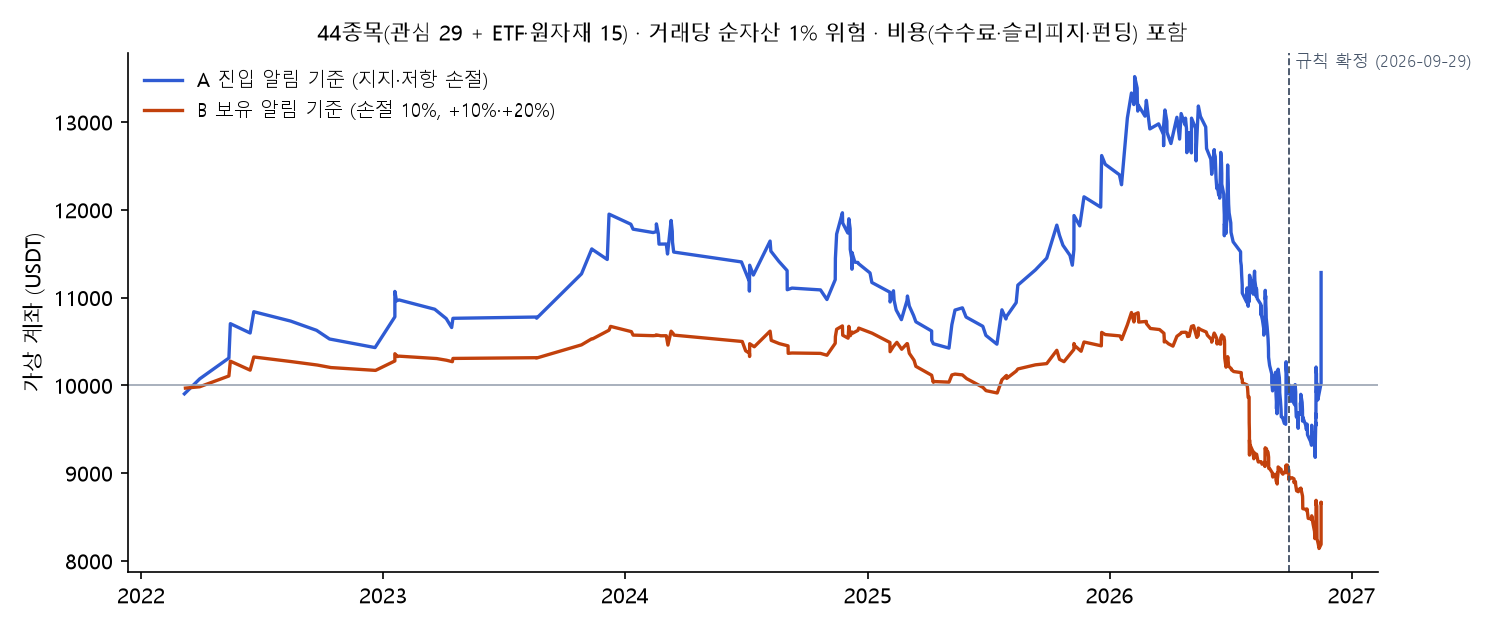 44종목(관심 29 + ETF·원자재 15) · 거래당 순자산 1% 위험 · 비용(수수료·슬리피지·펀딩) 포함
규칙 확정 (2026-09-29)
A 진입 알림 기준 (지지·저항 손절)
B 보유 알림 기준 (손절 10%, +10%·+20%)
가상 계좌 (USDT)
13000
12000
11000
10000
9000
8000
2022
2023
2024
2025
2026
2027